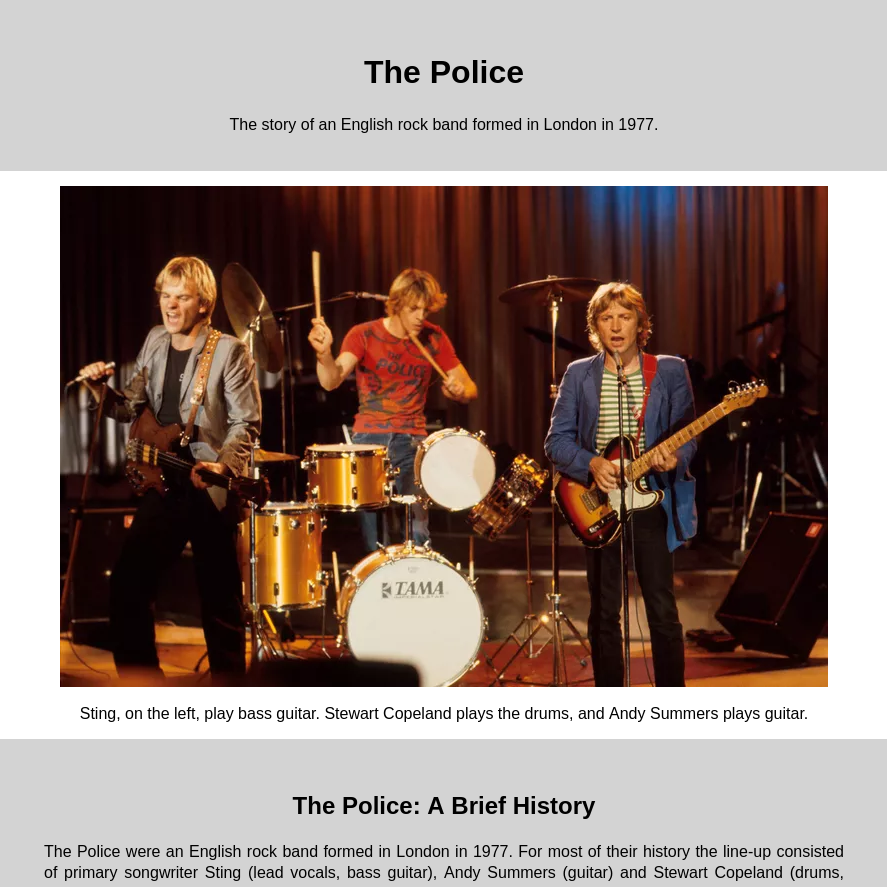 The Police
The story of an English rock band formed in London in 1977.
POLICE
TAMA
Sting, on the left, play bass guitar. Stewart Copeland plays the drums, and Andy Summers plays guitar.
The Police: A Brief History
The Police were an English rock band formed in London in 1977. For most of their history the line-up consisted
of primary songwriter Sting (lead vocals, bass guitar), Andy Summers (guitar) and Stewart Copeland (drums,